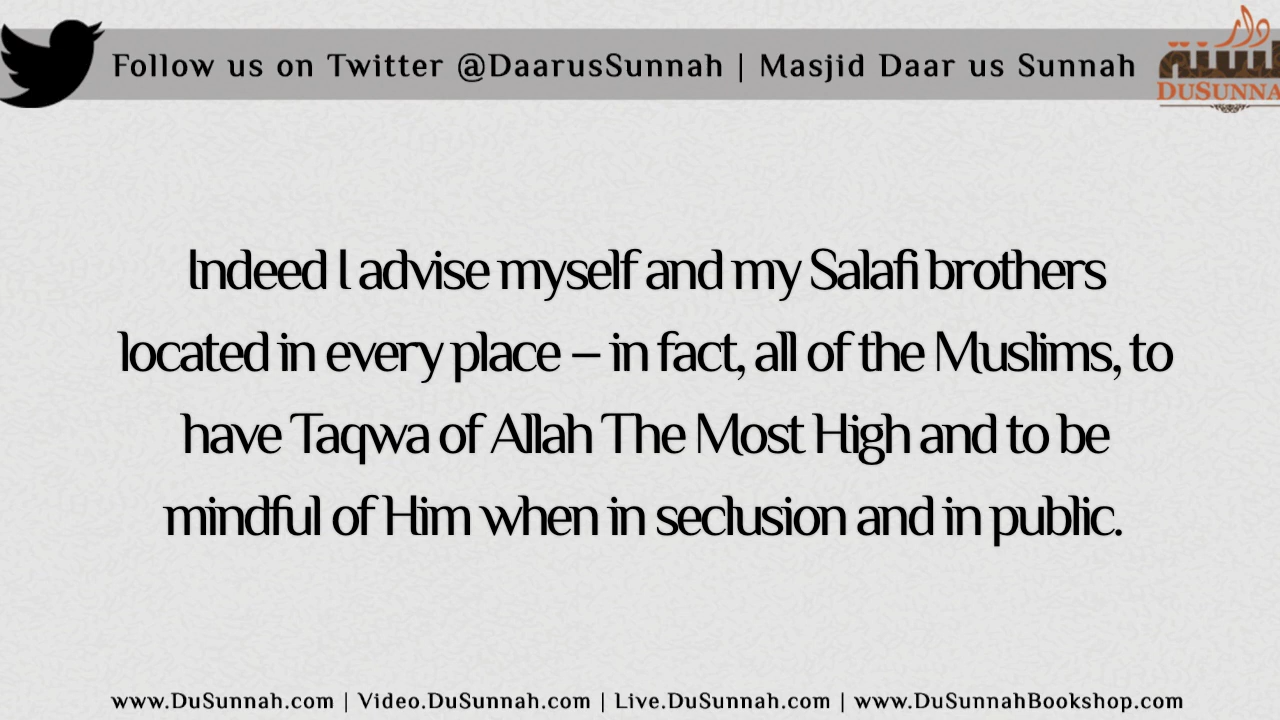 Follow us on Twitter @DaarusSunnah | Masjid Daar us Sunnah
دار
السنة
DUSUNNA
Indeed I advise myself and my Salafi brothers
located in every place – in fact, all of the Muslims, to
have Taqwa of Allah The Most High and to be
mindful of Him when in seclusion and in public.
www.DuSunnah.com | Video.DuSunnah.com | Live.DuSunnah.com | www.DuSunnahBookshop.com